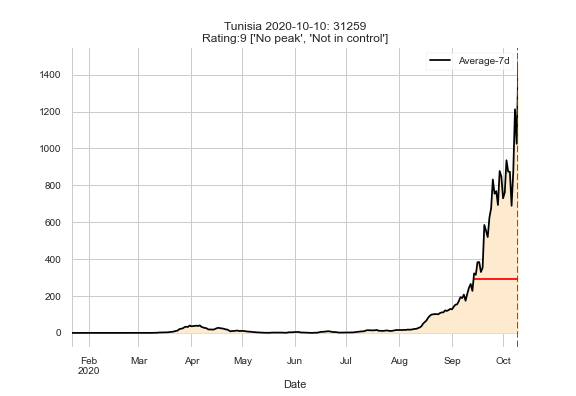 Tunisia 2020-10-10: 31259
Rating:9 ['No peak', 'Not in control']
Average-7d
1400
1200
1000
800
600
400
200
0
Feb Mar Apr May Jun Jul Aug Sep Oct
2020
Date